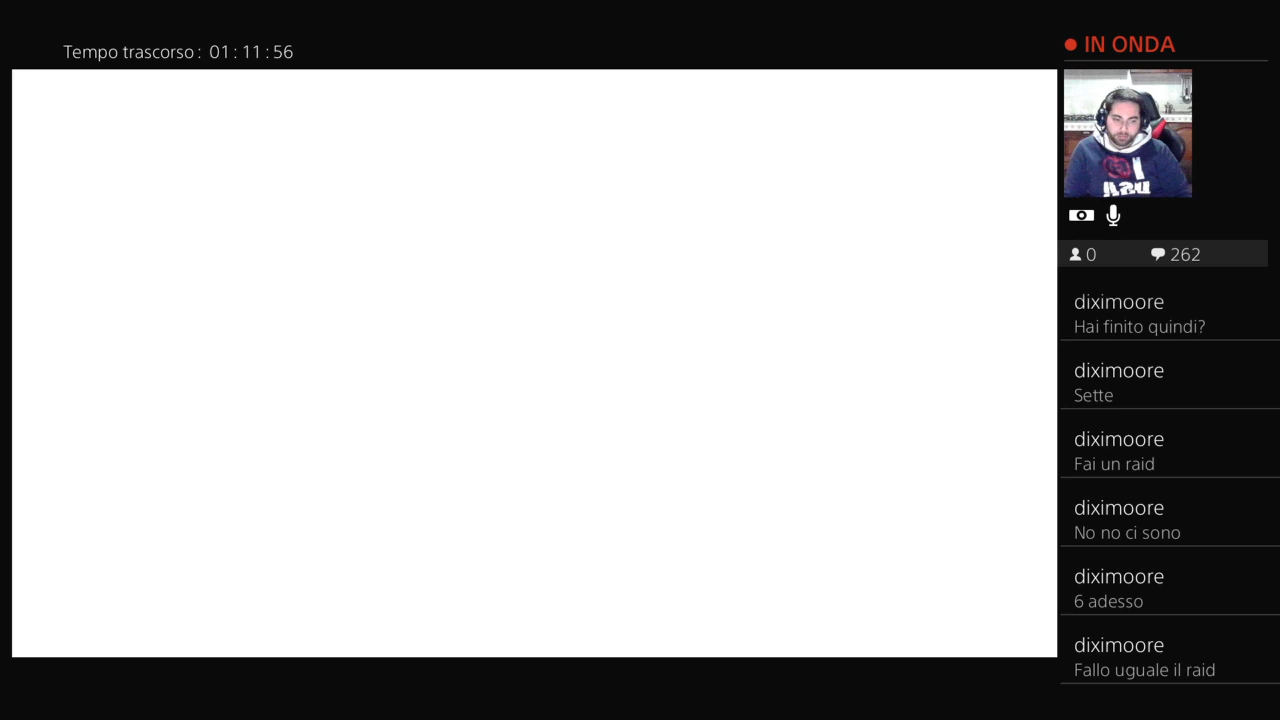 Tempo trascorso : 01 : 11 : 56
IN ONDA
0
262
diximoore
Hai finito quindi?
diximoore
Sette
diximoore
Fai un raid
diximoore
No no ci sono
diximoore
6 adesso
diximoore
Fallo uguale il raid